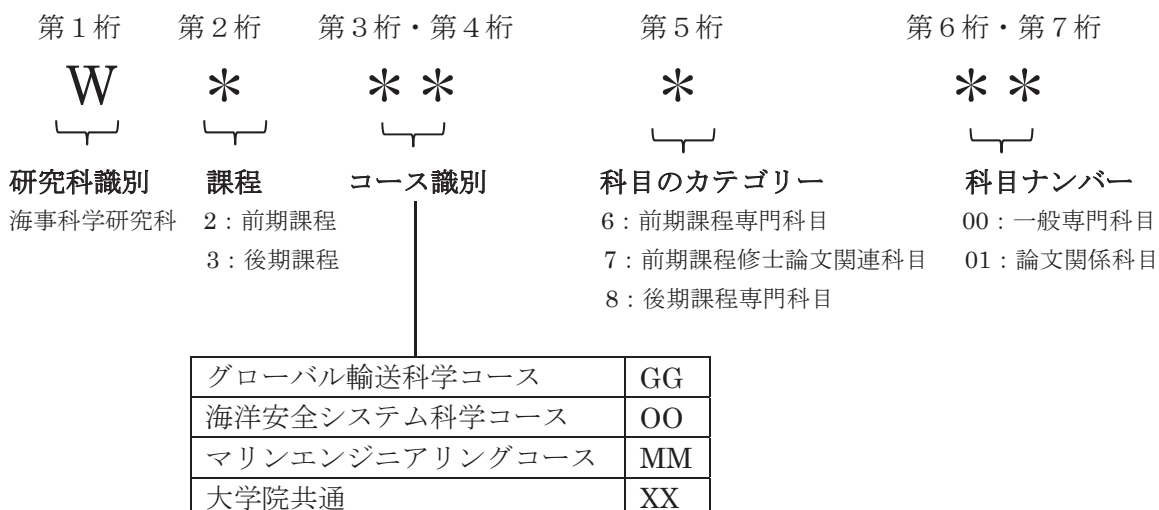 第１桁 第２桁 第３桁・第４桁 第５桁 第６桁・第７桁
W ＊ ＊＊ ＊ ＊＊
研究科識別 課程 コース識別 科目のカテゴリー 科目ナンバー
海事科学研究科 2：前期課程 6：前期課程専門科目 00：一般専門科目
3：後期課程 7：前期課程修士論文関連科目 01：論文関係科目
8：後期課程専門科目
グローバル輸送科学コース GG
海洋安全システム科学コース OO
マリンエンジニアリングコース MM
大学院共通 XX